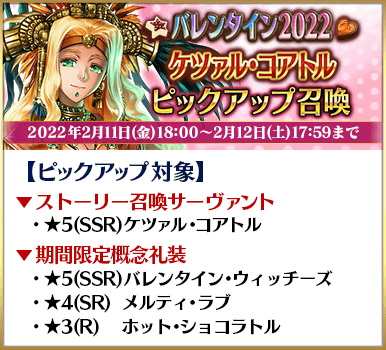 バレンタイン2022
ケツァル・コアトル
ピックアップ召喚
2022年2月11日(金)18:00～2月12日(土)17:59まで
【ピックアップ対象】
▼ストーリー召喚サーヴァント
・★5(SSR)ケツァル・コアトル
▼期間限定概念礼装
・★5(SSR)バレンタイン・ウィッチーズ
・★4(SR) メルティ・ラブ
・★3(R) ホット・ショコラトル